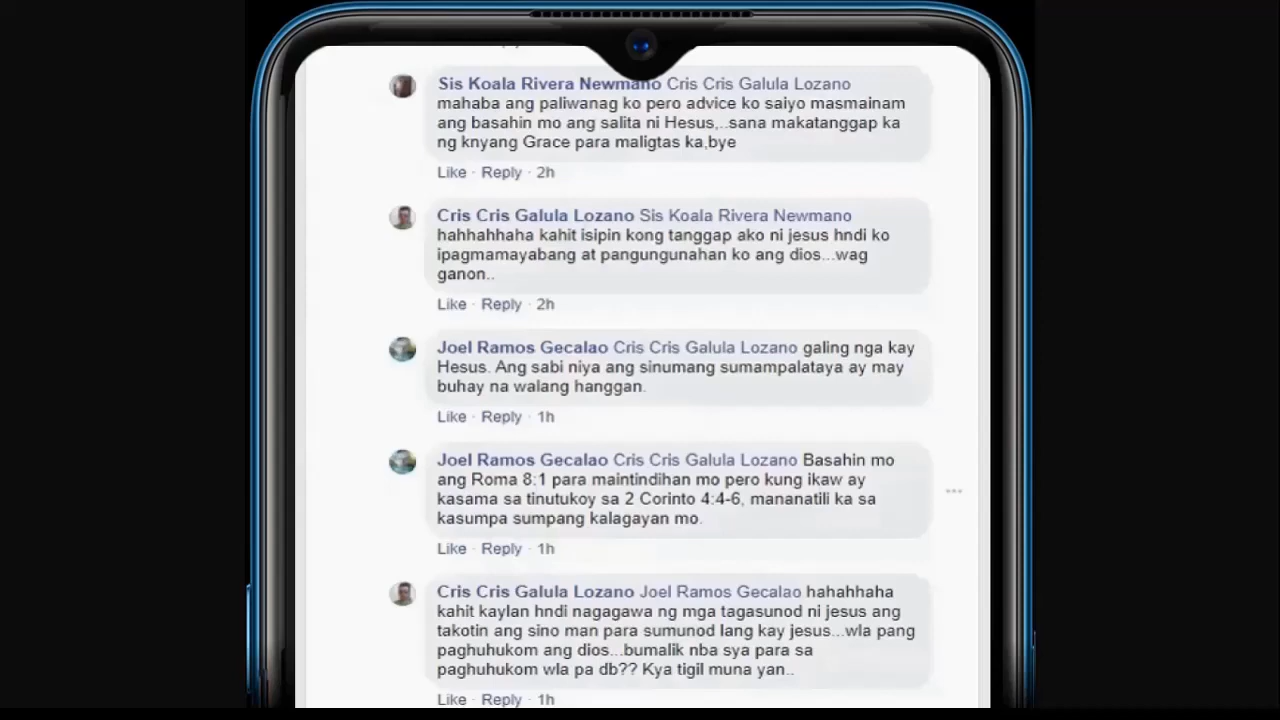 Sis Koala Rivera Newmano Cris Cris Galula Lozano
mahaba ang paliwanag ko pero advice ko saiyo masmainam
ang basahin mo ang salita ni Hesus,..sana makatanggap ka
ng knyang Grace para maligtas ka,bye
Like · Reply · 2h
Cris Cris Galula Lozano Sis Koala Rivera Newmano
hahhahhaha kahit isipin kong tanggap ako ni jesus hndi ko
ipagmamayabang at pangungunahan ko ang dios...wag
ganon..
Like · Reply · 2h
Joel Ramos Gecalao Cris Cris Galula Lozano galing nga kay
Hesus. Ang sabi niya ang sinumang sumampalataya ay may
buhay na walang hanggan.
Like · Reply · 1h
Joel Ramos Gecalao Cris Cris Galula Lozano Basahin mo
ang Roma 8:1 para maintindihan mo pero kung ikaw ay
kasama sa tinutukoy sa 2 Corinto 4:4-6, mananatili ka sa
kasumpa sumpang kalagayan mo.
Like · Reply · 1h
Cris Cris Galula Lozano Joel Ramos Gecalao hahahhaha
kahit kaylan hndi nagagawa ng mga tagasunod ni jesus ang
takotin ang sino man para sumunod lang kay jesus...wla pang
paghuhukom ang dios...bumalik nba sya para sa
paghuhukom wla pa db?? Kya tigil muna yan..
Like · Reply · 1h